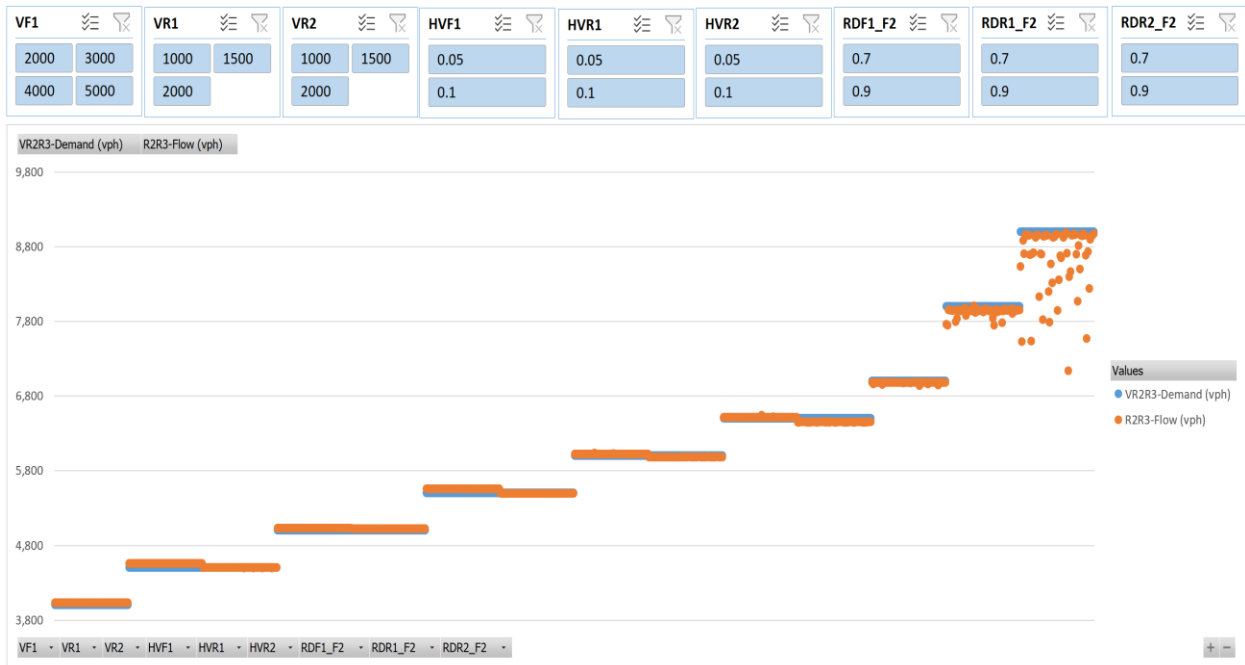 VF1 VR1 VR2 HVF1 HVR1 HVR2 RDF1_F2 RDR1_F2 RDR2_F2
2000 3000 1000 1500 1000 1500 0.05 0.05 0.05 0.7 0.7 0.7
4000 5000 2000 2000 0.1 0.1 0.1 0.9 0.9 0.9
VR2R3-Demand (vph) R2R3-Flow (vph)
9,800
8,800
7,800
6,800
Values
VR2R3-Demand (vph)
R2R3-Flow (vph)
5,800
4,800
3,800
VF1 VR1 VR2 HVF1 HVR1 HVR2 RDF1_F2 RDR1_F2 RDR2_F2 + -